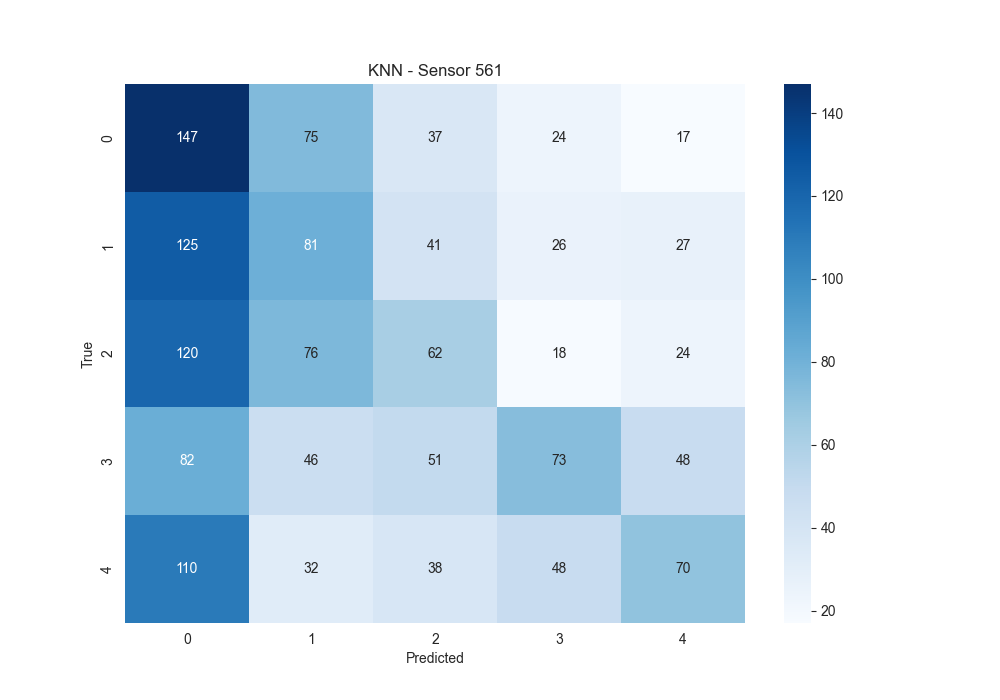 KNN - Sensor 561
0 147 75 37 24 17
1 125 81 41 26 27
2 120 76 62 18 24
3 82 46 51 73 48
4 110 32 38 48 70
0 1 2 3 4
Predicted
True
140
120
100
80
60
40
20